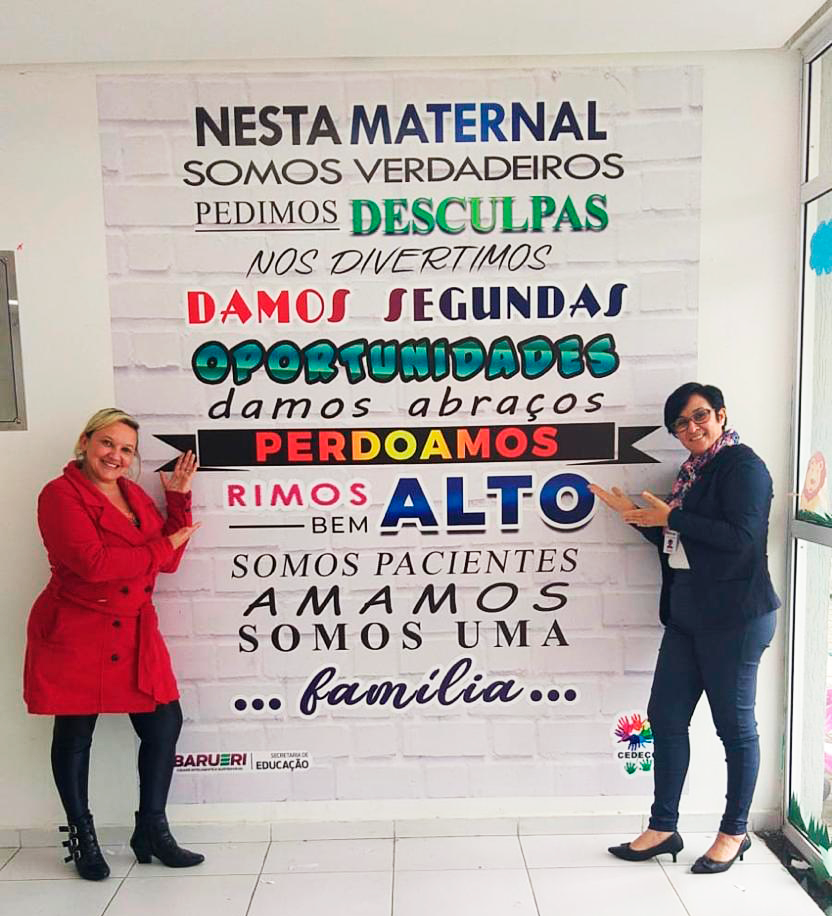 NESTA MATERNAL
SOMOS VERDADEIROS
PEDIMOS DESCULPAS
NOS DIVERTIMOS
DAMOS SEGUNDAS
OPORTUNIDADES
damos abraços
PERDOAMOS
RIMOS
BEM ALTO
SOMOS PACIENTES
AMAMOS
SOMOS UMA
... família ...
BARUERI
SECRETARIA DE
EDUCAÇÃO
CEDEC